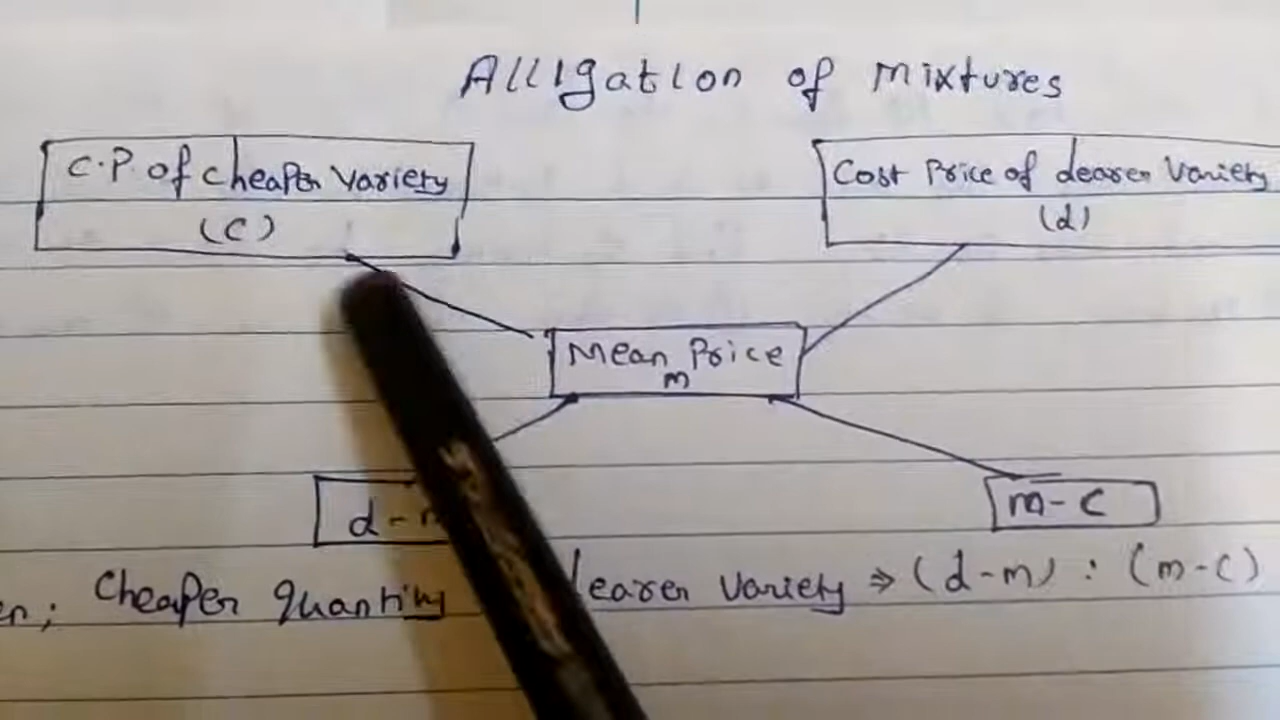 Alligation of mixtures
C.P. of cheaper variety
(c)
Cost Price of dearer variety
(d)
Mean Price
m
d -
m - c
Cheaper quantity
dearer variety ⇒ (d-m) : (m-c)